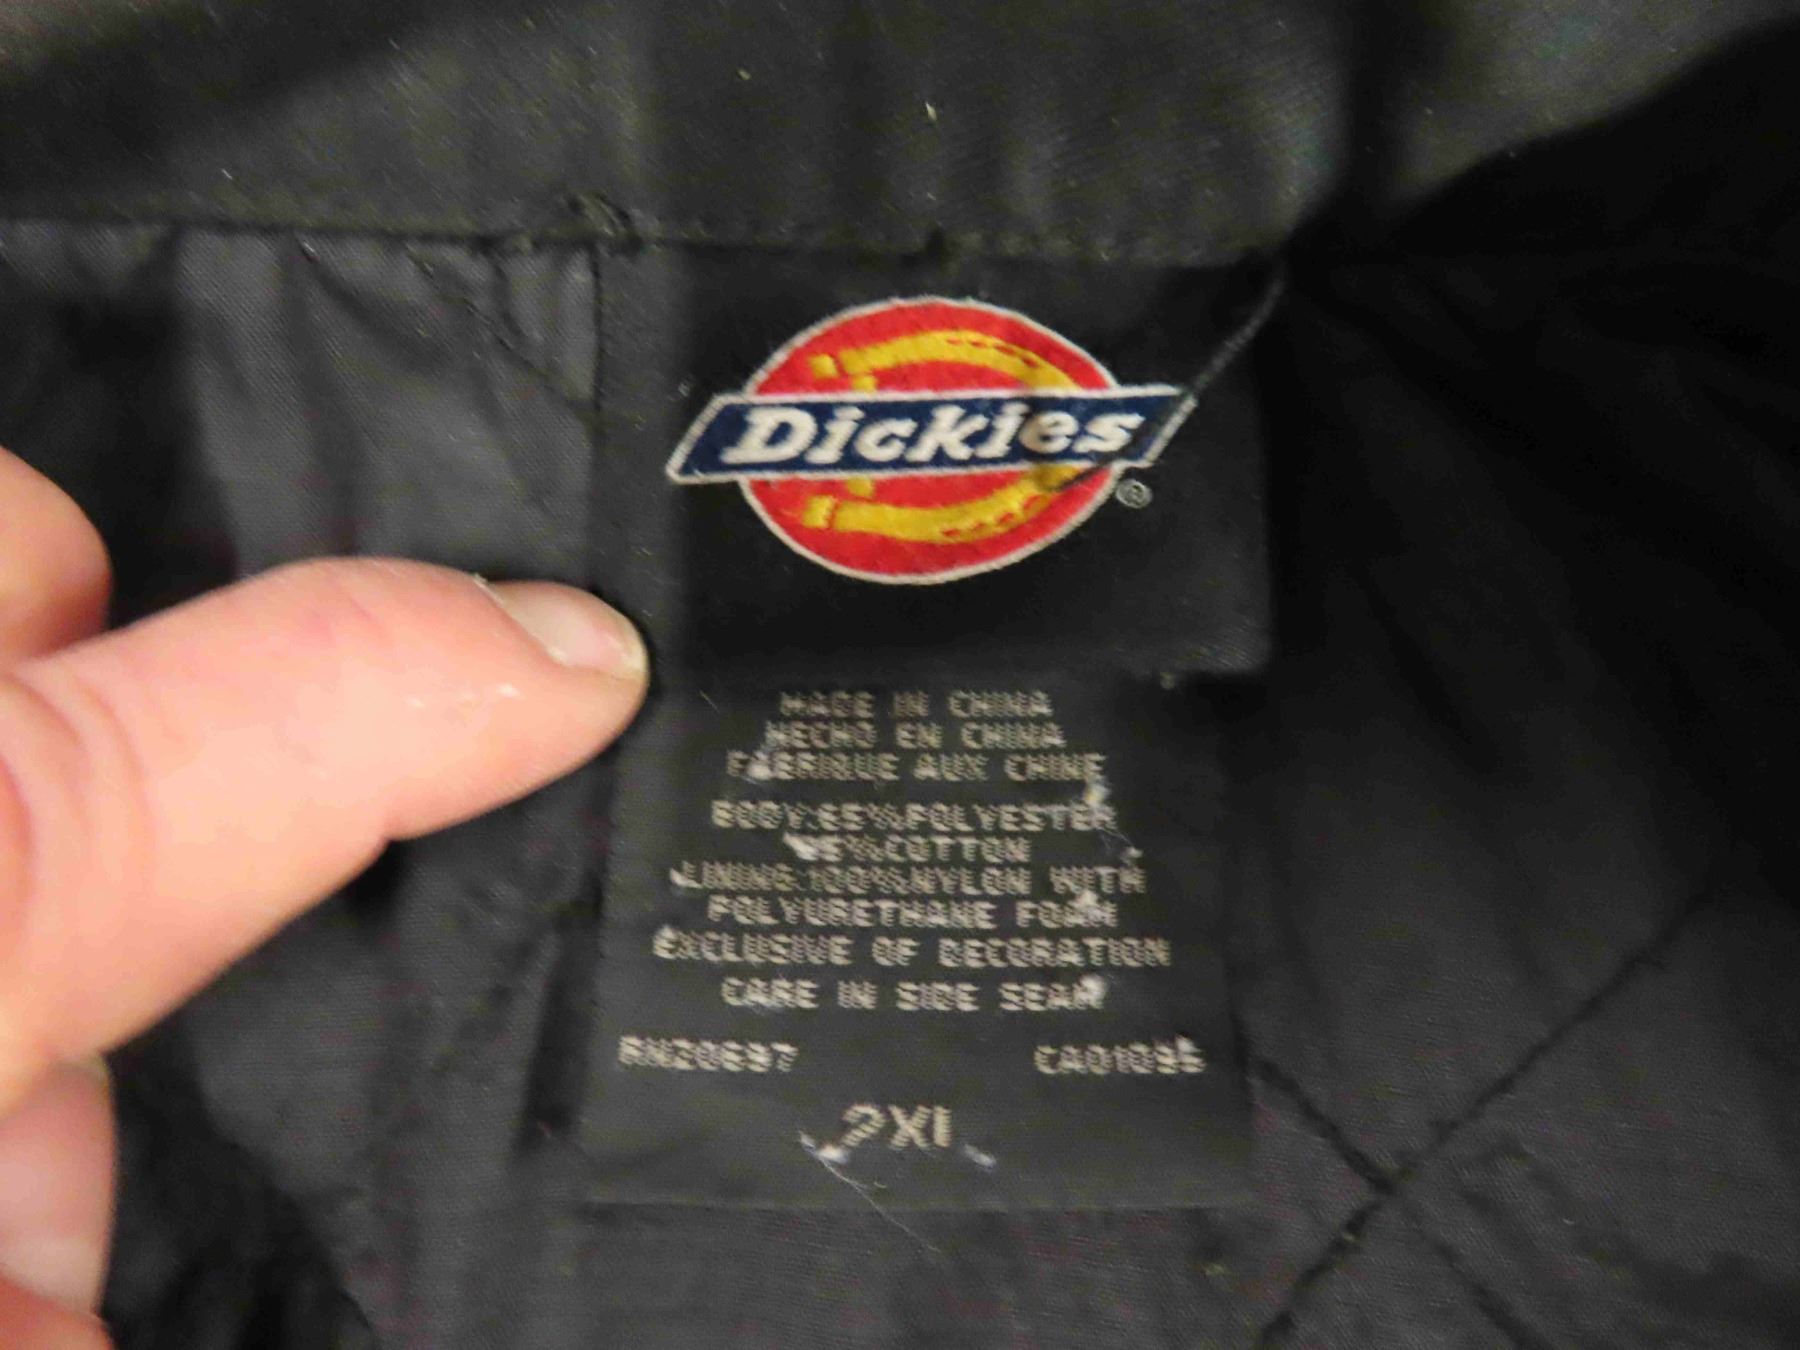 Dickies
®
MADE IN CHINA
HECHO EN CHINA
FABRIQUE AUX CHINE
BODY:65%POLYESTER
35%COTTON
LINING:100%NYLON WITH
POLYURETHANE FOAM
EXCLUSIVE OF DECORATION
CARE IN SIDE SEAM
RN20697 CA01096
2XL